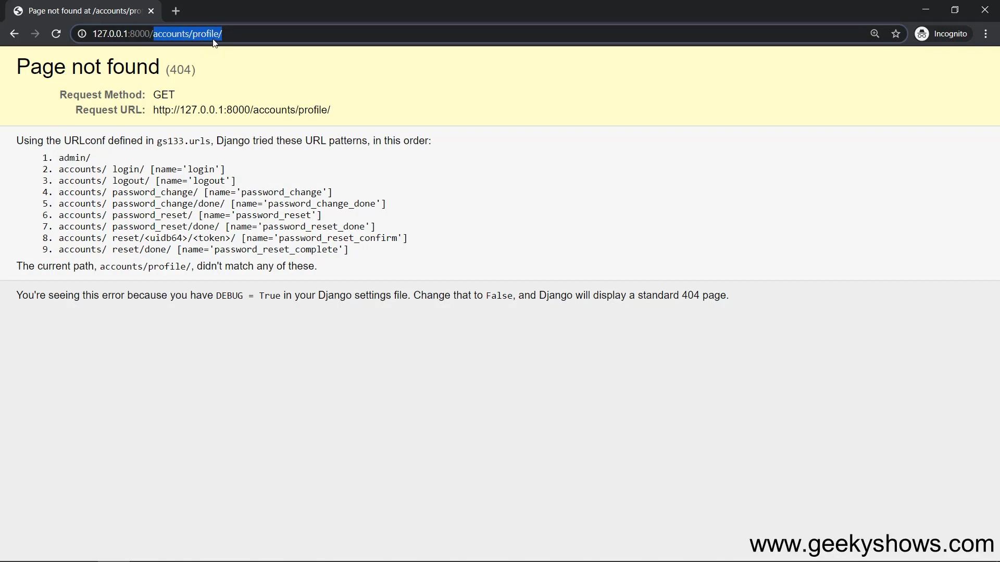 Page not found at /accounts/pro
127.0.0.1:8000/accounts/profile/
Incognito
Page not found (404)
Request Method: GET
Request URL: http://127.0.0.1:8000/accounts/profile/
Using the URLconf defined in gs133.urls, Django tried these URL patterns, in this order:
1. admin/
2. accounts/ login/ [name='login']
3. accounts/ logout/ [name='logout']
4. accounts/ password_change/ [name='password_change']
5. accounts/ password_change/done/ [name='password_change_done']
6. accounts/ password_reset/ [name='password_reset']
7. accounts/ password_reset/done/ [name='password_reset_done']
8. accounts/ reset/<uidb64>/<token>/ [name='password_reset_confirm']
9. accounts/ reset/done/ [name='password_reset_complete']
The current path, accounts/profile/, didn't match any of these.
You're seeing this error because you have DEBUG = True in your Django settings file. Change that to False, and Django will display a standard 404 page.
www.geekyshows.com